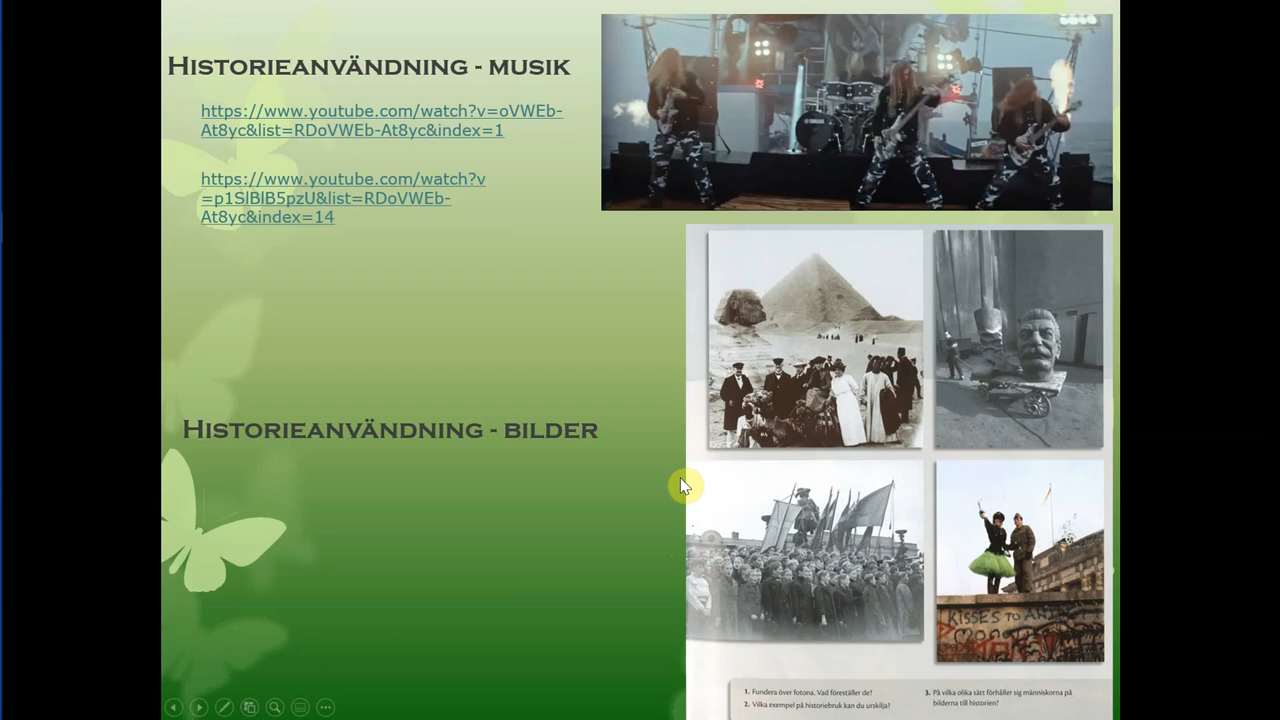 HISTORIEANVÄNDNING - MUSIK
https://www.youtube.com/watch?v=oVWEb-
At8yc&list=RDoVWEb-At8yc&index=1
https://www.youtube.com/watch?v
=p1SlBlB5pzU&list=RDoVWEb-
At8yc&index=14
HISTORIEANVÄNDNING - BILDER
KISSES TO
1. Fundera över fotona. Vad föreställer de?
2. Vilka exempel på historiebruk kan du urskilja?
3. På vilka olika sätt förhåller sig människorna på
bilderna till historien?